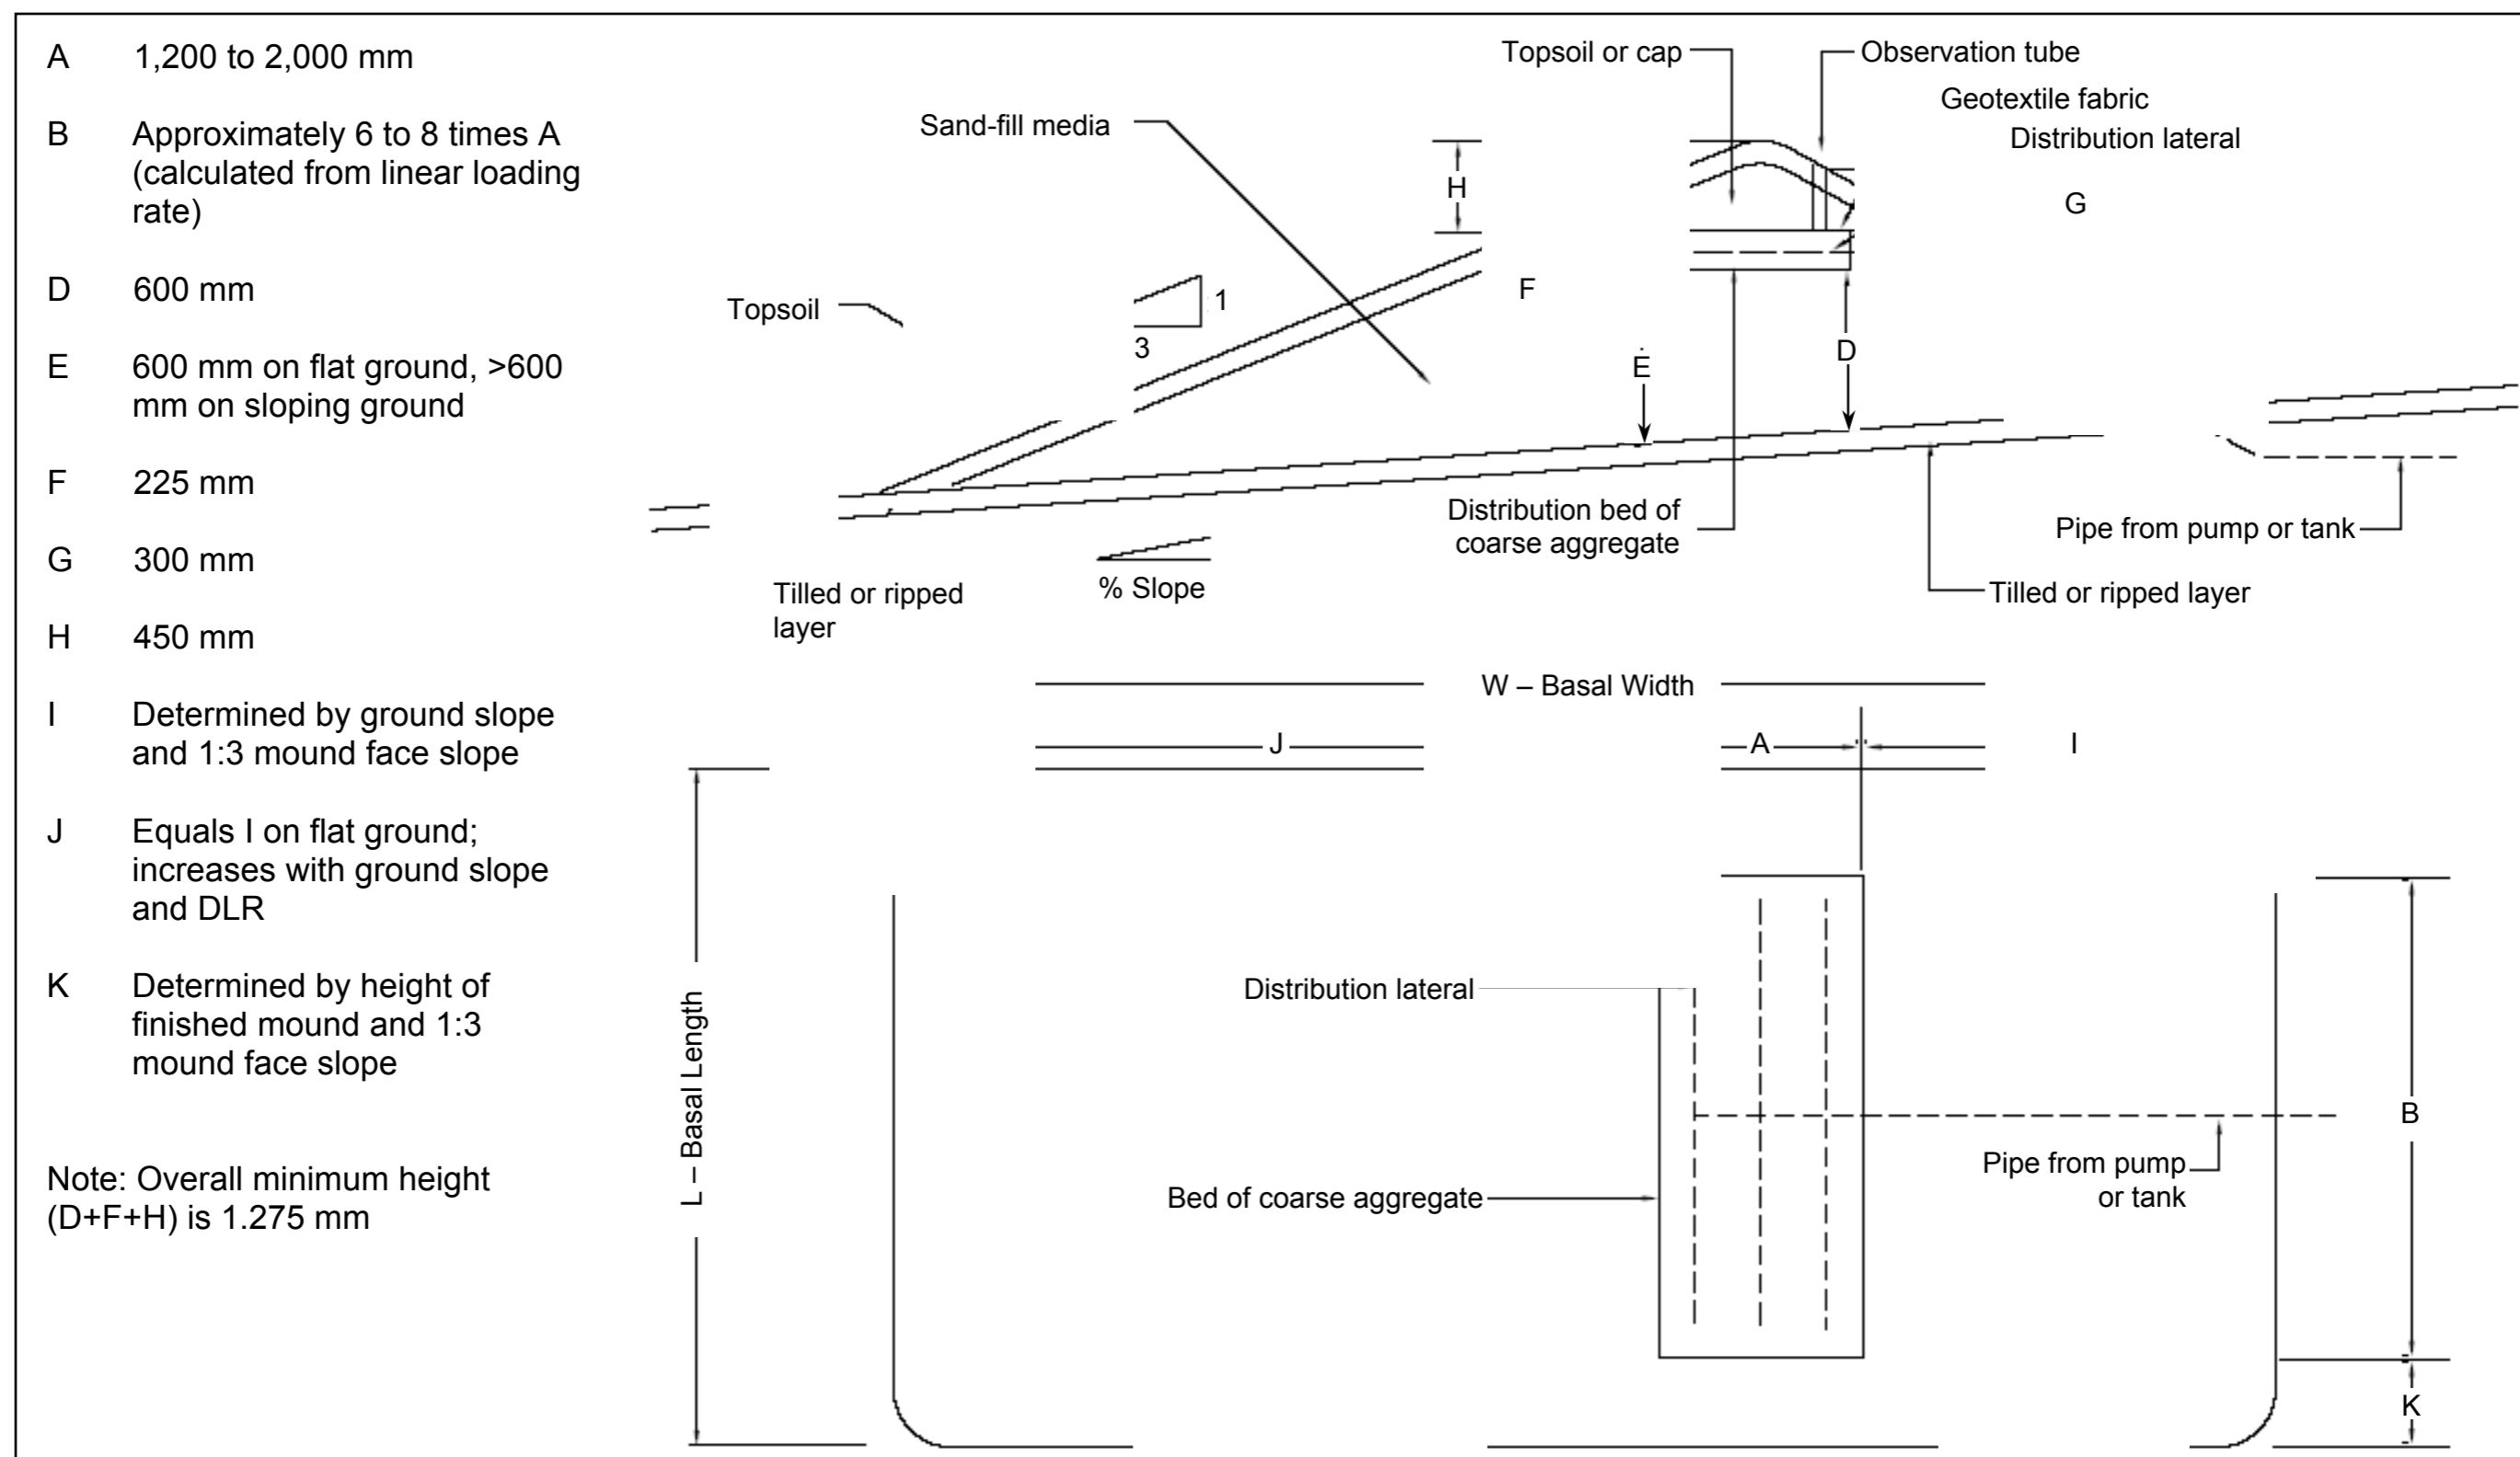 A 1,200 to 2,000 mm
B Approximately 6 to 8 times A
(calculated from linear loading
rate)
D 600 mm
E 600 mm on flat ground, >600
mm on sloping ground
F 225 mm
G 300 mm
H 450 mm
I Determined by ground slope
and 1:3 mound face slope
J Equals I on flat ground;
increases with ground slope
and DLR
K Determined by height of
finished mound and 1:3
mound face slope
Note: Overall minimum height
(D+F+H) is 1.275 mm
Topsoil or cap
Observation tube
Geotextile fabric
Distribution lateral
Sand-fill media
H
G
F
Topsoil
1
3
E
D
Distribution bed of
coarse aggregate
Pipe from pump or tank
Tilled or ripped
layer
% Slope
Tilled or ripped layer
W – Basal Width
J
A
I
L – Basal Length
Distribution lateral
B
Pipe from pump
or tank
Bed of coarse aggregate
K